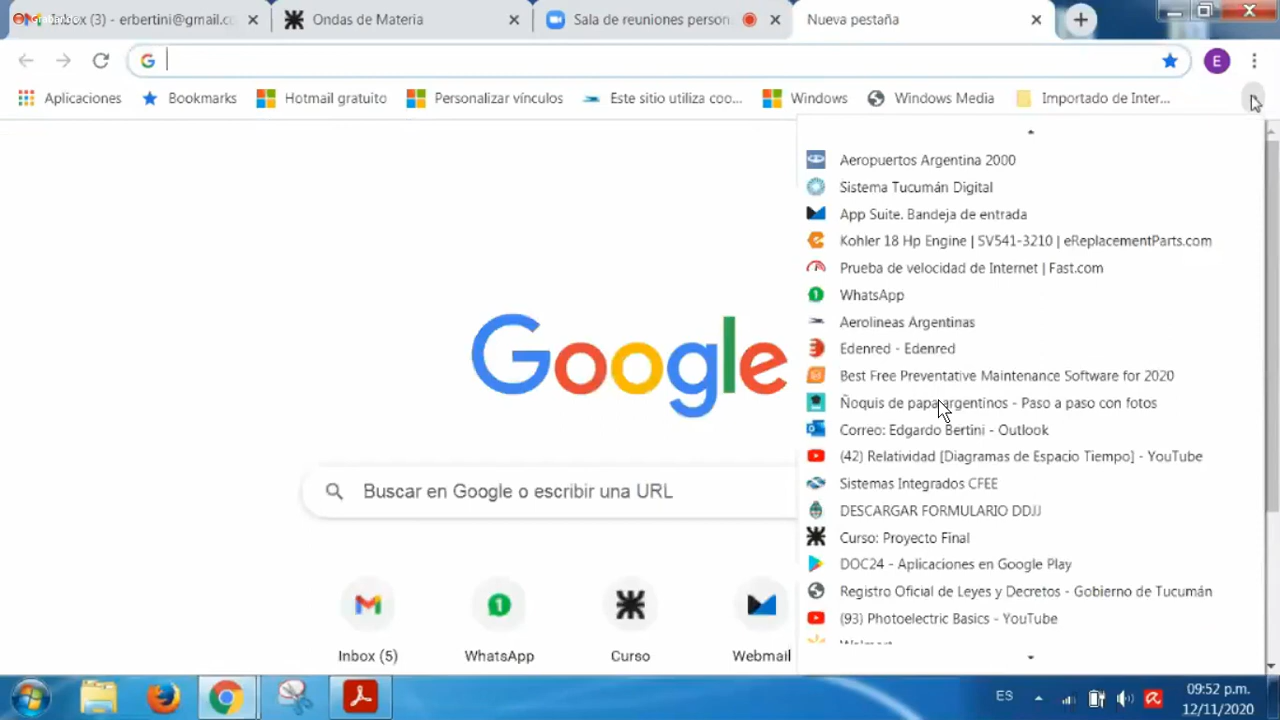 Inbox (3) - erbertini@gmail.c
Ondas de Materia
Sala de reuniones person
Nueva pestaña
E
Aplicaciones
Bookmarks
Hotmail gratuito
Personalizar vínculos
Este sitio utiliza coo...
Windows
Windows Media
Importado de Inter...
Aeropuertos Argentina 2000
Sistema Tucumán Digital
App Suite. Bandeja de entrada
Kohler 18 Hp Engine | SV541-3210 | eReplacementParts.com
Prueba de velocidad de Internet | Fast.com
WhatsApp
Aerolineas Argentinas
Edenred - Edenred
Best Free Preventative Maintenance Software for 2020
Ñoquis de papa argentinos - Paso a paso con fotos
Correo: Edgardo Bertini - Outlook
(42) Relatividad [Diagramas de Espacio Tiempo] - YouTube
Sistemas Integrados CFEE
DESCARGAR FORMULARIO DDJJ
Curso: Proyecto Final
DOC24 - Aplicaciones en Google Play
Registro Oficial de Leyes y Decretos - Gobierno de Tucumán
(93) Photoelectric Basics - YouTube
Walmart
Google
Buscar en Google o escribir una URL
Inbox (5)
WhatsApp
Curso
Webmail
ES
09:52 p.m.
12/11/2020